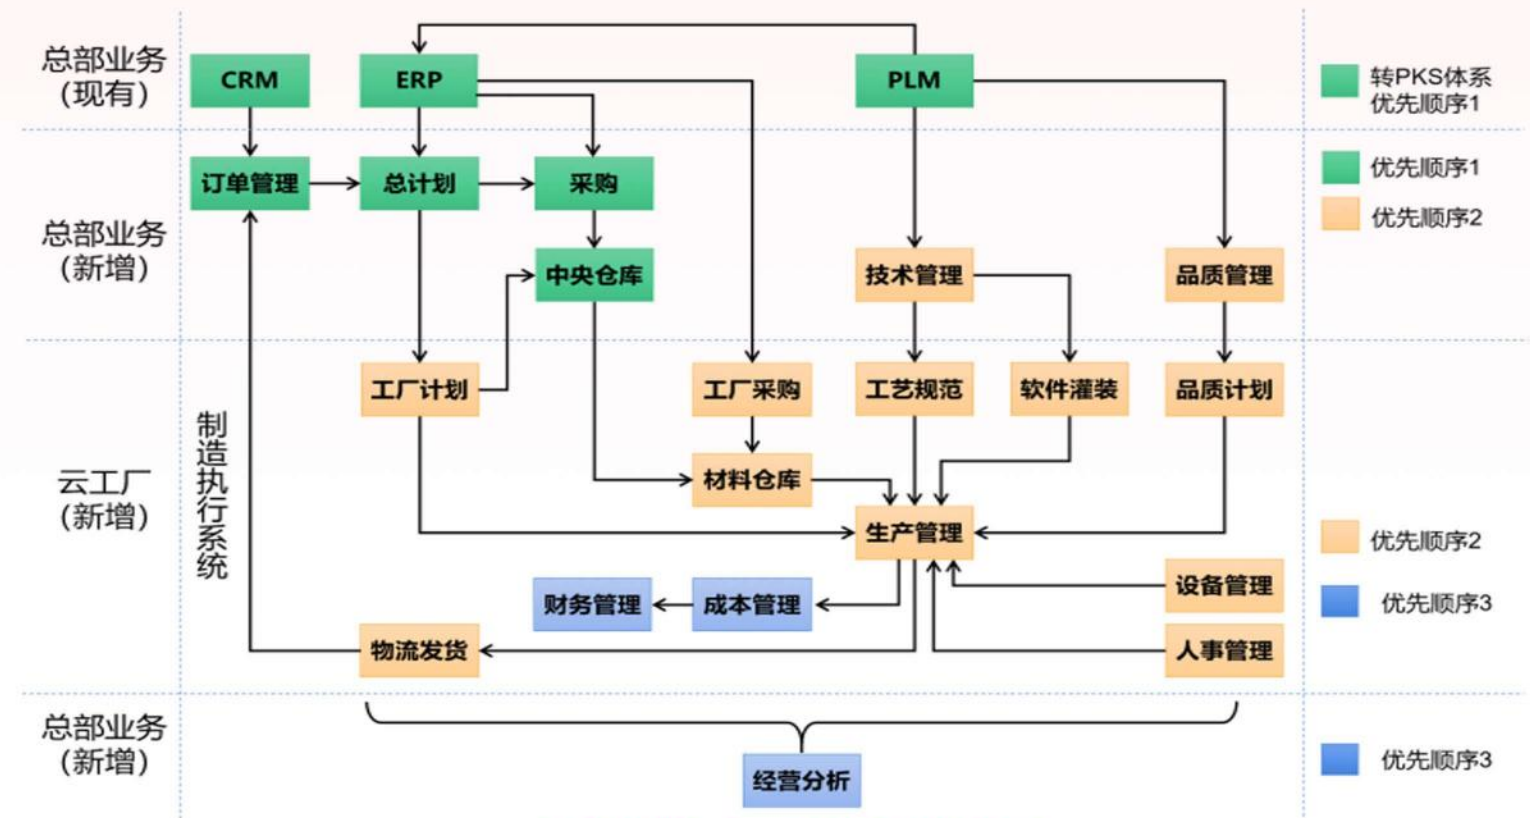 总部业务
（现有）
CRM
ERP
PLM
转PKS体系
优先顺序1
总部业务
（新增）
订单管理
总计划
采购
优先顺序1
优先顺序2
中央仓库
技术管理
品质管理
云工厂
（新增）
制造执行系统
工厂计划
工厂采购
工艺规范
软件灌装
品质计划
材料仓库
生产管理
优先顺序2
设备管理
财务管理
成本管理
优先顺序3
物流发货
人事管理
总部业务
（新增）
经营分析
优先顺序3